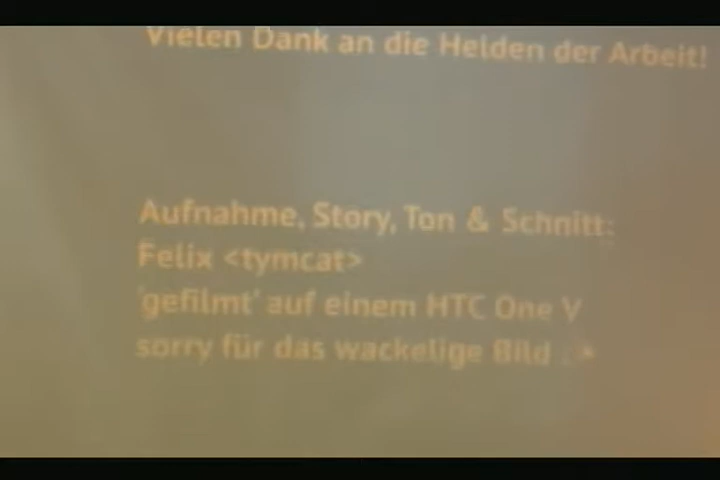 Vielen Dank an die Helden der Arbeit!
Aufnahme, Story, Ton & Schnitt:
Felix <tymcat>
'gefilmt' auf einem HTC One V
sorry für das wackelige Bild